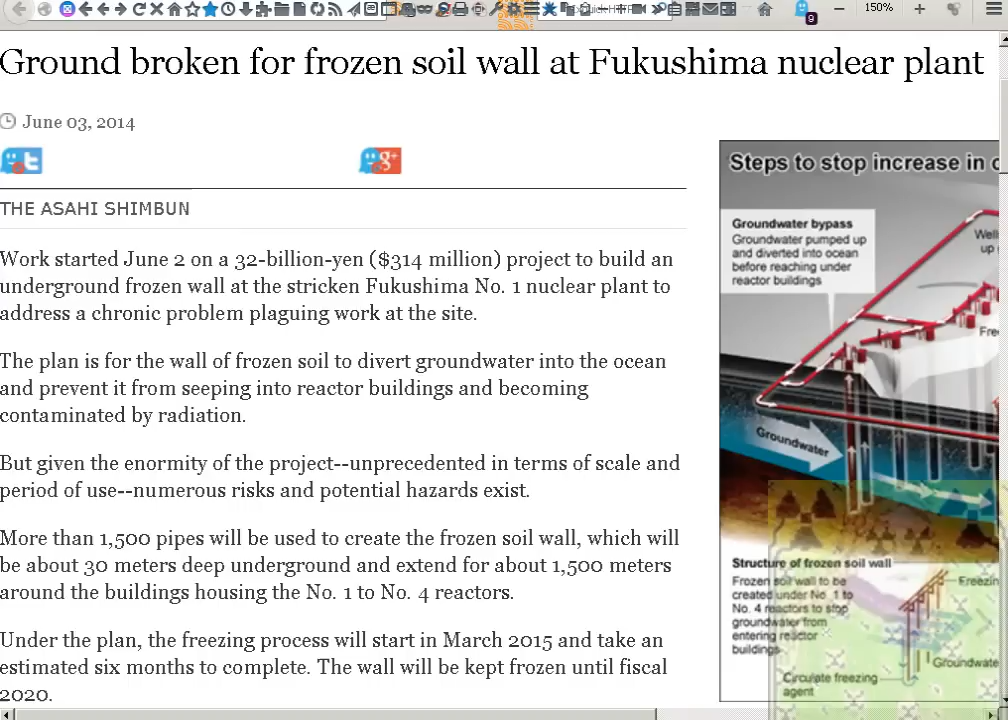 150%
9
Ground broken for frozen soil wall at Fukushima nuclear plant
June 03, 2014
THE ASAHI SHIMBUN
Work started June 2 on a 32-billion-yen ($314 million) project to build an
underground frozen wall at the stricken Fukushima No. 1 nuclear plant to
address a chronic problem plaguing work at the site.
The plan is for the wall of frozen soil to divert groundwater into the ocean
and prevent it from seeping into reactor buildings and becoming
contaminated by radiation.
But given the enormity of the project--unprecedented in terms of scale and
period of use--numerous risks and potential hazards exist.
More than 1,500 pipes will be used to create the frozen soil wall, which will
be about 30 meters deep underground and extend for about 1,500 meters
around the buildings housing the No. 1 to No. 4 reactors.
Under the plan, the freezing process will start in March 2015 and take an
estimated six months to complete. The wall will be kept frozen until fiscal
2020.
Steps to stop increase in
Groundwater bypass
Groundwater pumped up
and diverted into ocean
before reaching under
reactor buildings
Well
up
Free
Groundwater
Structure of frozen soil wall
Frozen soil wall to be
created under No. 1 to
No. 4 reactors to stop
groundwater from
entering reactor
buildings
Freezin
Groundwate
Circulate freezing
agent